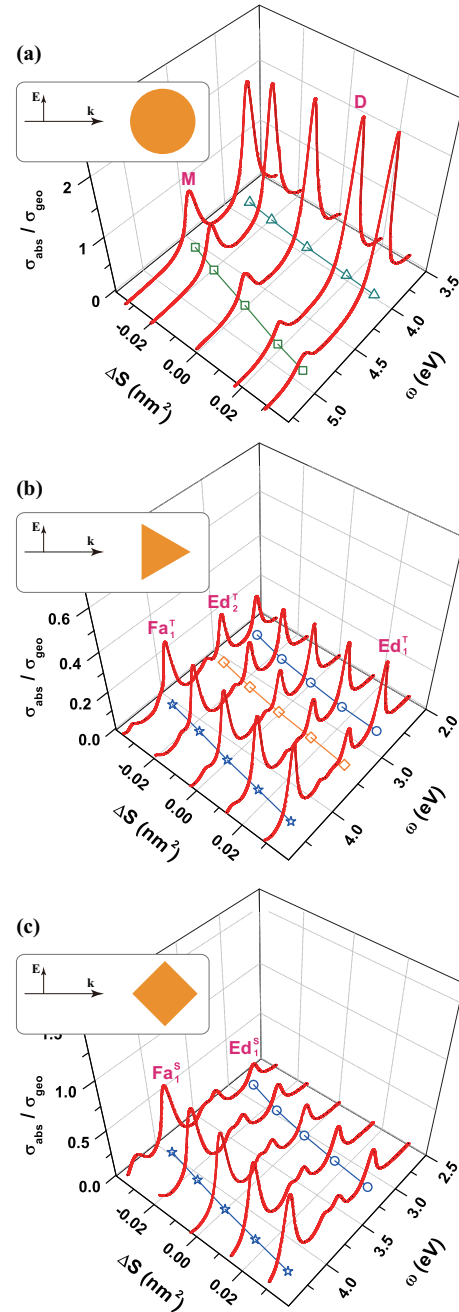 (a)
E
k
D
M
2
1
0
σabs / σgeo
-0.02
0.00
0.02
ΔS (nm²)
5.0
4.5
4.0
3.5
ω (eV)
(b)
E
k
Fa₁ᵀ
Ed₂ᵀ
Ed₁ᵀ
0.6
0.4
0.2
0.0
σabs / σgeo
-0.02
0.00
0.02
ΔS (nm²)
4.0
3.0
2.0
ω (eV)
(c)
E
k
Fa₁ˢ
Ed₁ˢ
1.0
0.5
0.0
σabs / σgeo
-0.02
0.00
0.02
ΔS (nm²)
4.0
3.5
3.0
2.5
ω (eV)